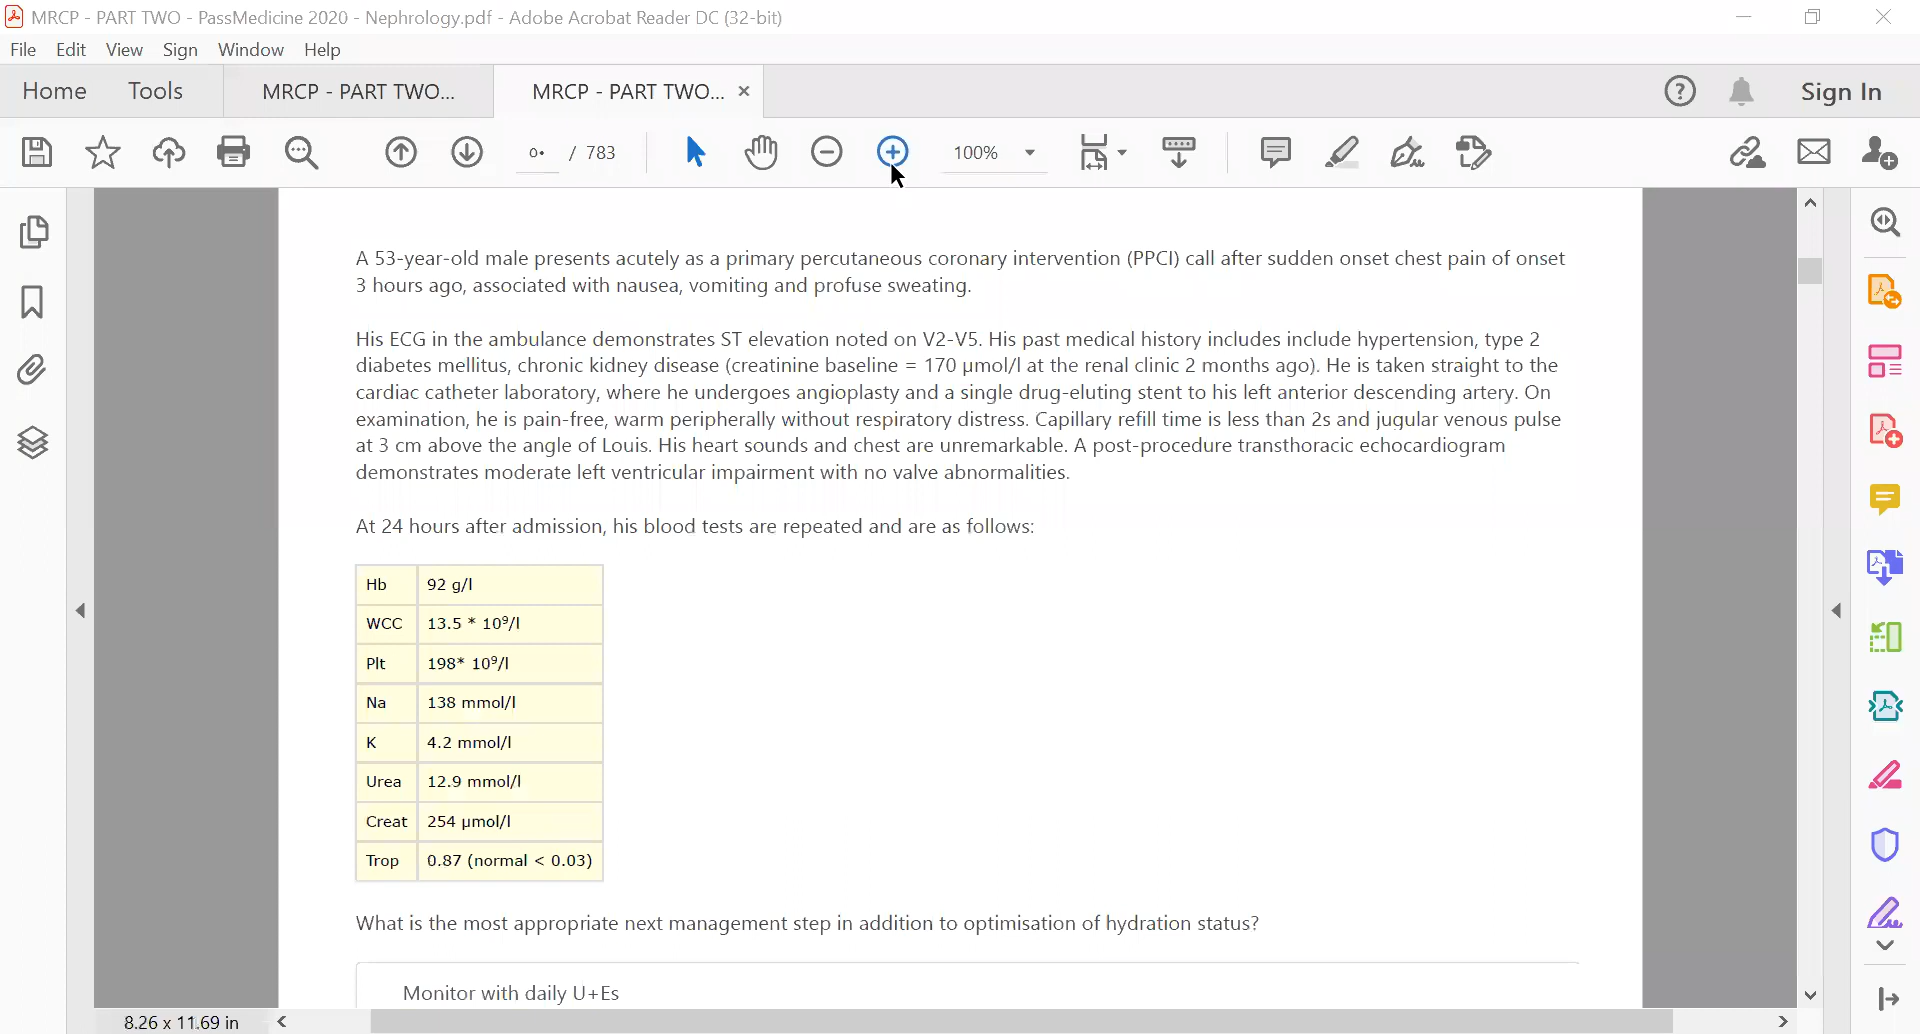 MRCP - PART TWO - PassMedicine 2020 - Nephrology.pdf - Adobe Acrobat Reader DC (32-bit)
File Edit View Sign Window Help
Home Tools MRCP - PART TWO... MRCP - PART TWO... × Sign In
/ 783 100%
A 53-year-old male presents acutely as a primary percutaneous coronary intervention (PPCI) call after sudden onset chest pain of onset
3 hours ago, associated with nausea, vomiting and profuse sweating.
His ECG in the ambulance demonstrates ST elevation noted on V2-V5. His past medical history includes include hypertension, type 2
diabetes mellitus, chronic kidney disease (creatinine baseline = 170 µmol/l at the renal clinic 2 months ago). He is taken straight to the
cardiac catheter laboratory, where he undergoes angioplasty and a single drug-eluting stent to his left anterior descending artery. On
examination, he is pain-free, warm peripherally without respiratory distress. Capillary refill time is less than 2s and jugular venous pulse
at 3 cm above the angle of Louis. His heart sounds and chest are unremarkable. A post-procedure transthoracic echocardiogram
demonstrates moderate left ventricular impairment with no valve abnormalities.
At 24 hours after admission, his blood tests are repeated and are as follows:
Hb 92 g/l
WCC 13.5 * 10⁹/l
Plt 198* 10⁹/l
Na 138 mmol/l
K 4.2 mmol/l
Urea 12.9 mmol/l
Creat 254 µmol/l
Trop 0.87 (normal < 0.03)
What is the most appropriate next management step in addition to optimisation of hydration status?
Monitor with daily U+Es
8.26 x 11.69 in